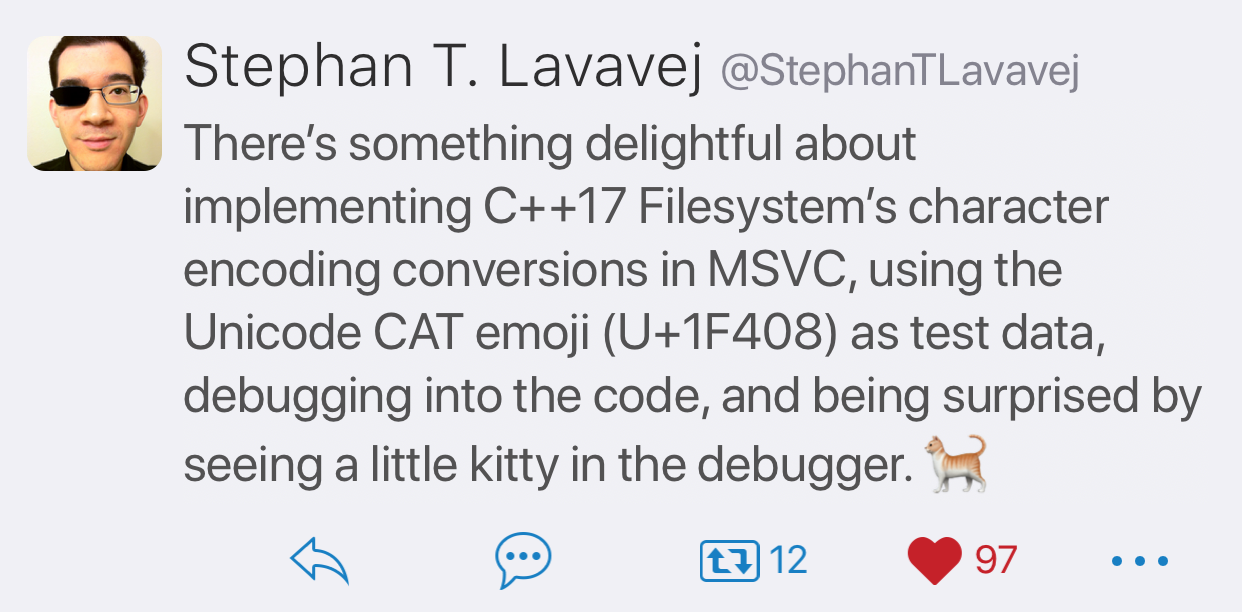 Stephan T. Lavavej @StephanTLavavej
There’s something delightful about
implementing C++17 Filesystem’s character
encoding conversions in MSVC, using the
Unicode CAT emoji (U+1F408) as test data,
debugging into the code, and being surprised by
seeing a little kitty in the debugger. 🐈
12 97